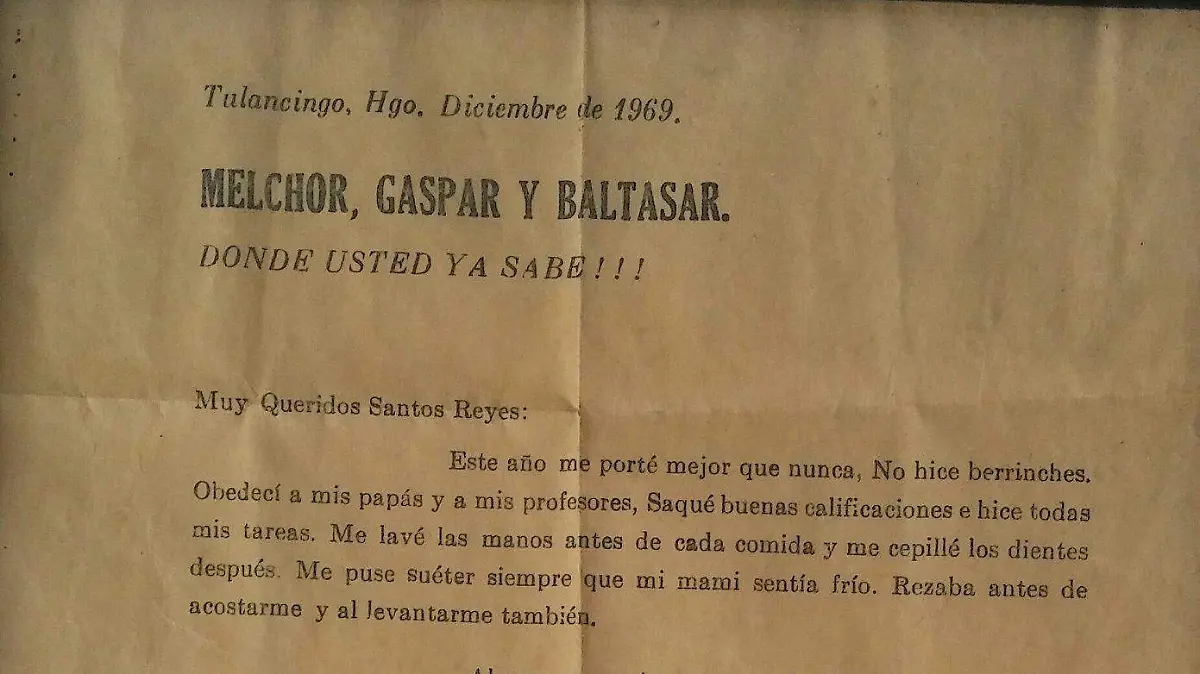 Tulancingo, Hgo. Diciembre de 1969.
MELCHOR, GASPAR Y BALTASAR.
DONDE USTED YA SABE!!!
Muy Queridos Santos Reyes:
Este año me porté mejor que nunca, No hice berrinches.
Obedecí a mis papás y a mis profesores, Saqué buenas calificaciones e hice todas
mis tareas. Me lavé las manos antes de cada comida y me cepillé los dientes
después. Me puse suéter siempre que mi mami sentía frío. Rezaba antes de
acostarme y al levantarme también.